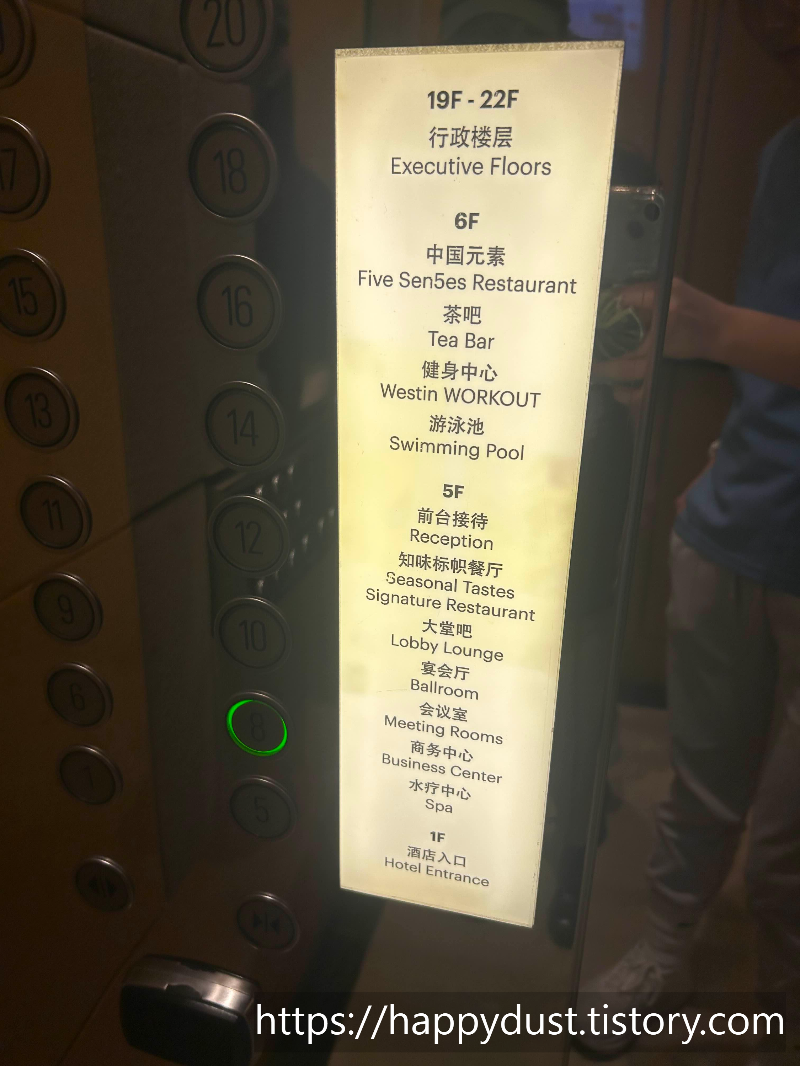 20
18
17
16
15
14
13
12
11
10
9
8
6
5
1
19F - 22F
行政楼层
Executive Floors
6F
中国元素
Five Sen5es Restaurant
茶吧
Tea Bar
健身中心
Westin WORKOUT
游泳池
Swimming Pool
5F
前台接待
Reception
知味标帜餐厅
Seasonal Tastes
Signature Restaurant
大堂吧
Lobby Lounge
宴会厅
Ballroom
会议室
Meeting Rooms
商务中心
Business Center
水疗中心
Spa
1F
酒店入口
Hotel Entrance
https://happydust.tistory.com